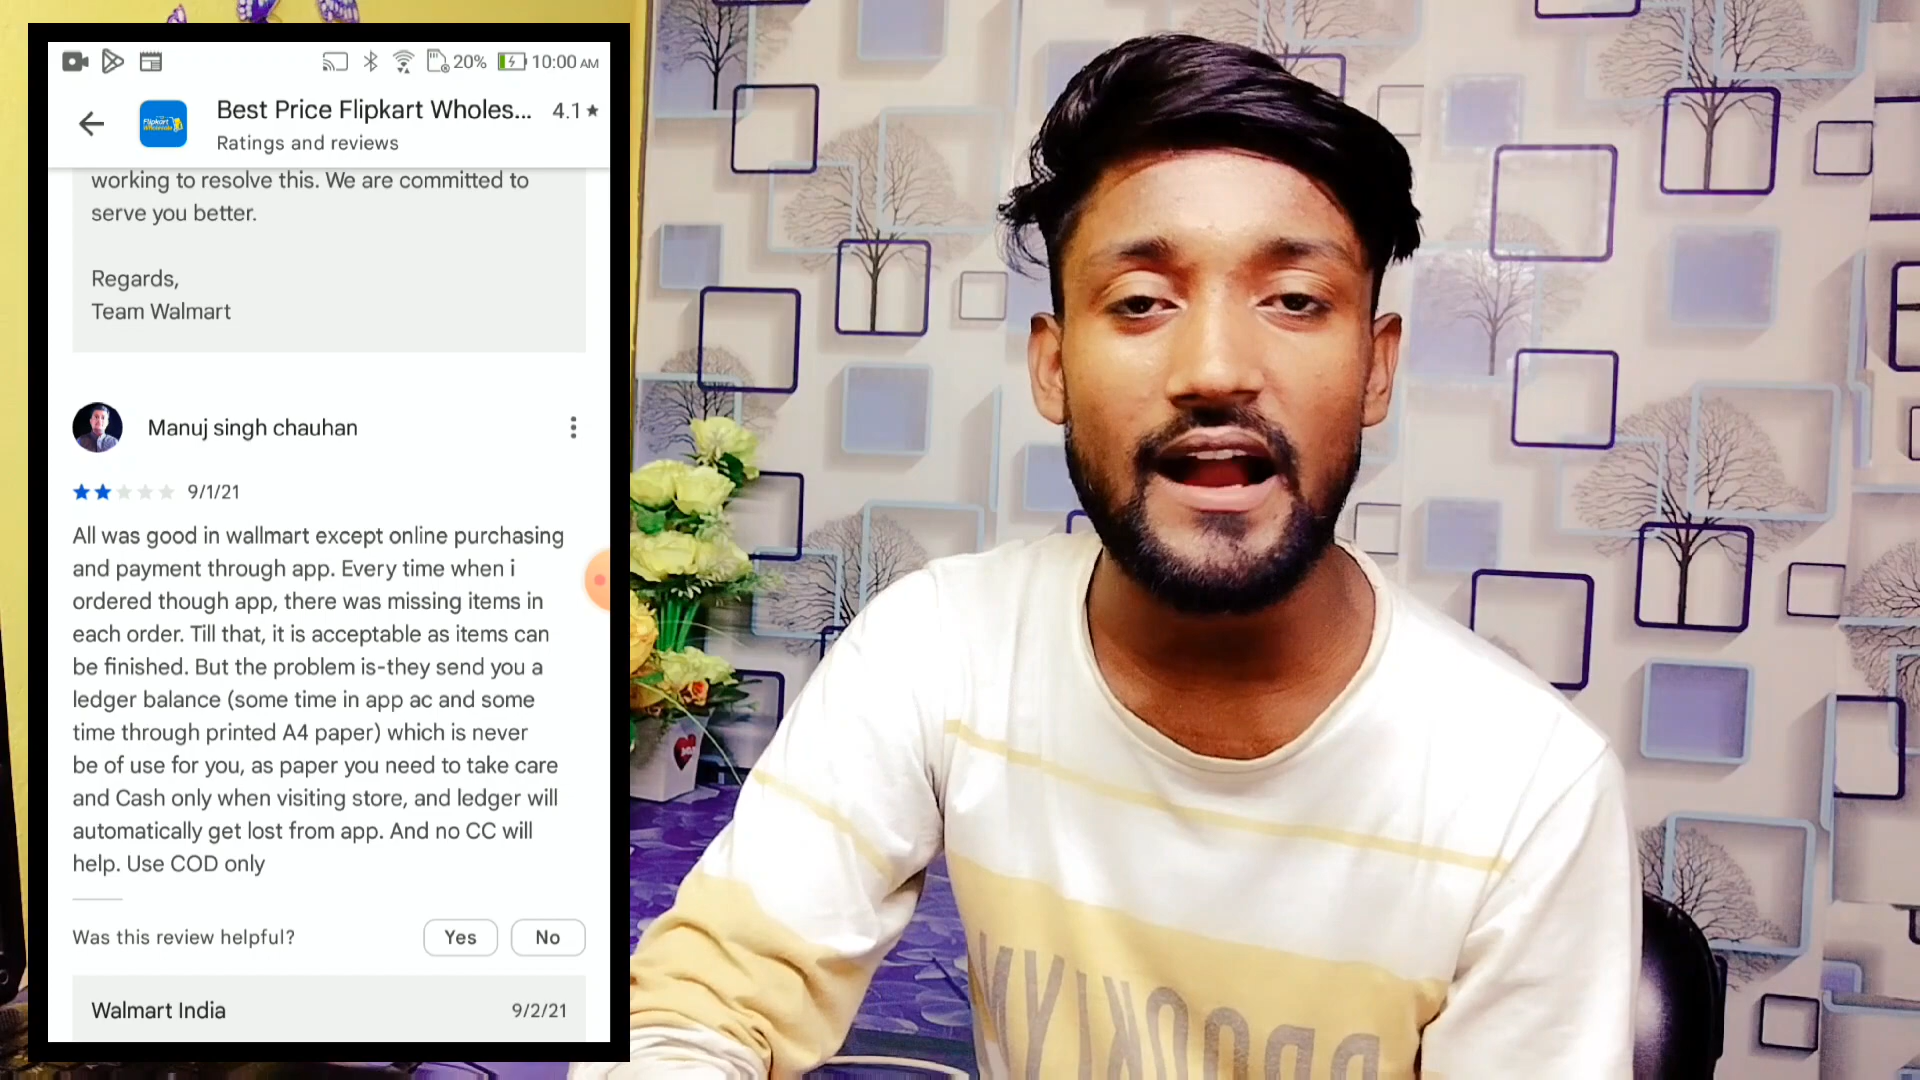 20% 10:00 AM
Best Price Flipkart Wholes... 4.1★
Ratings and reviews
working to resolve this. We are committed to
serve you better.
Regards,
Team Walmart
Manuj singh chauhan
9/1/21
All was good in wallmart except online purchasing
and payment through app. Every time when i
ordered though app, there was missing items in
each order. Till that, it is acceptable as items can
be finished. But the problem is-they send you a
ledger balance (some time in app ac and some
time through printed A4 paper) which is never
be of use for you, as paper you need to take care
and Cash only when visiting store, and ledger will
automatically get lost from app. And no CC will
help. Use COD only
Was this review helpful? Yes No
Walmart India 9/2/21
BROOKLYN